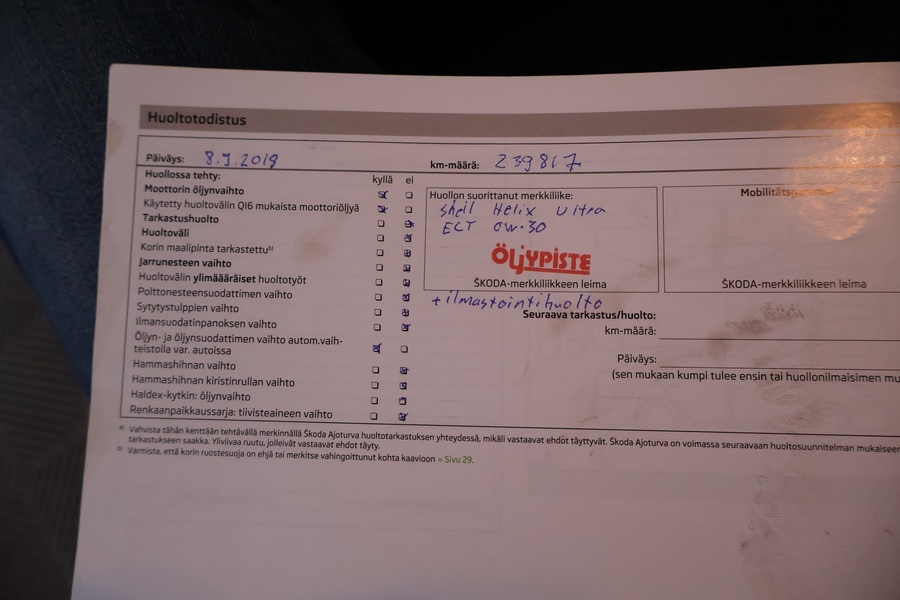 Huoltotodistus
Päiväys: 8.7.2019 km-määrä: 239817
Huollossa tehty: kyllä ei
Moottorin öljynvaihto
Käytetty huoltovälin QI6 mukaista moottoriöljyä
Tarkastushuolto
Huoltoväli
Korin maalipinta tarkastettu
Jarrunesteen vaihto
Huoltovälin ylimääräiset huoltotyöt
Polttonesteensuodattimen vaihto
Sytytystulppien vaihto
Ilmansuodatinpanoksen vaihto
Öljyn- ja öljynsuodattimen vaihto autom.vaih-
teistolla var. autoissa
Hammashihnan vaihto
Hammashihnan kiristinrullan vaihto
Haldex-kytkin: öljynvaihto
Renkaanpaikkaussarja: tiivisteaineen vaihto
Huollon suorittanut merkkiliike:
Shell Helix Ultra
ECT 0W-30
ÖLJYPISTE
ŠKODA-merkkiliikkeen leima
+ilmastointihuolto
ŠKODA-merkkiliikkeen leima
Seuraava tarkastus/huolto:
km-määrä:
Päiväys:
(sen mukaan kumpi tulee ensin tai huollonilmaisimen mu
Vahvista tähän kenttään tehtävällä merkinnällä Škoda Ajoturva huoltotarkastuksen yhteydessä, mikäli vastaavat ehdot täyttyvät. Škoda Ajoturva on voimassa seuraavaan huoltosuunnitelman mukaiseen
tarkastukseen saakka. Yliviivaa ruutu, jolleivät vastaavat ehdot täyty.
Varmista, että korin ruostesuoja on ehjä tai merkitse vahingoittunut kohta kaavioon » Sivu 29.